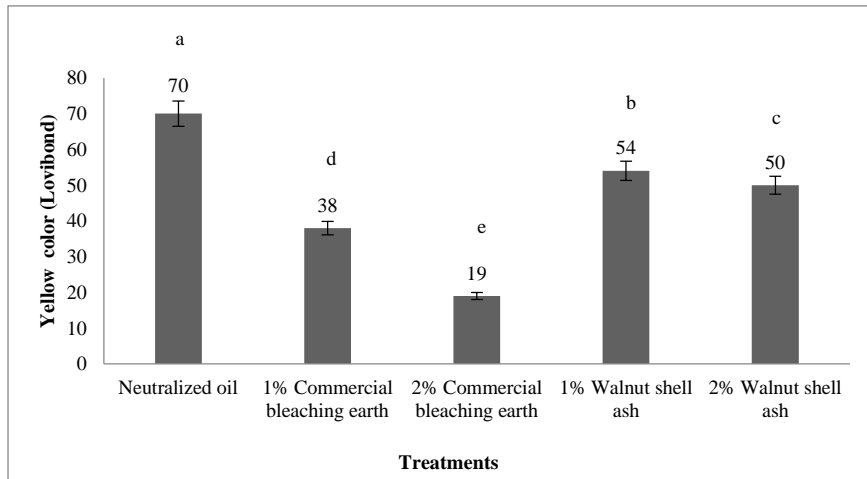 a
80
70
70
60
50
40
30
20
10
0
b
54
c
50
d
38
e
19
Yellow color (Lovibond)
Neutralized oil
1% Commercial
bleaching earth
2% Commercial
bleaching earth
1% Walnut shell
ash
2% Walnut shell
ash
Treatments